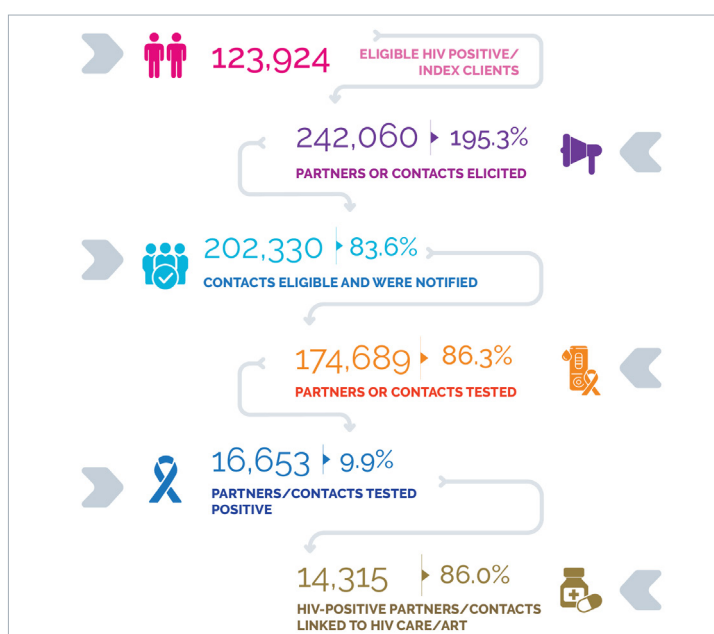 123,924
ELIGIBLE HIV POSITIVE/
INDEX CLIENTS
242,060 195.3%
PARTNERS OR CONTACTS ELICITED
202,330 83.6%
CONTACTS ELIGIBLE AND WERE NOTIFIED
174,689 86.3%
PARTNERS OR CONTACTS TESTED
16,653 9.9%
PARTNERS/CONTACTS TESTED
POSITIVE
14,315 86.0%
HIV-POSITIVE PARTNERS/CONTACTS
LINKED TO HIV CARE/ART